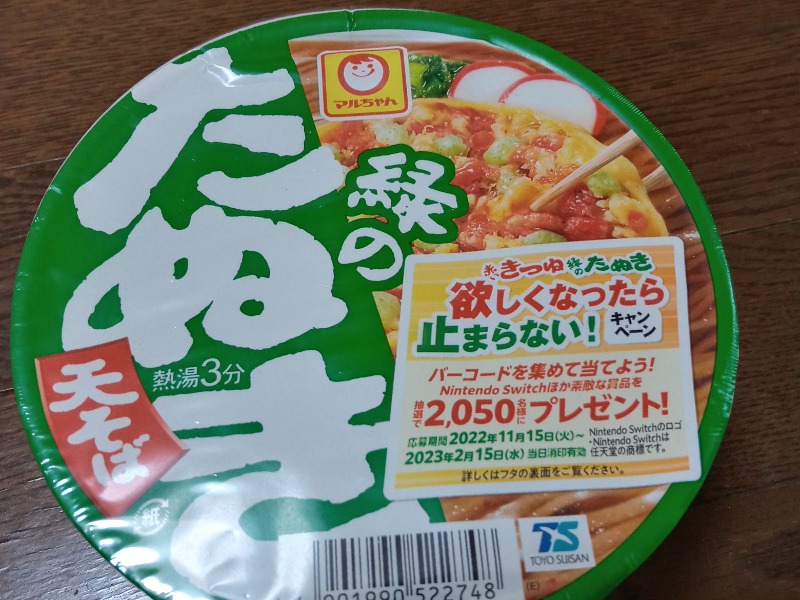 マルちゃん
緑の
たぬき
天そば
熱湯3分
赤いきつね緑のたぬき
欲しくなったら
止まらない!
キャンペーン
バーコードを集めて当てよう!
Nintendo Switchほか素敵な賞品を
抽選で2,050名様にプレゼント!
応募期間 2022年11月15日(火)~
2023年2月15日(水) 当日消印有効
Nintendo Switchのロゴ
・Nintendo Switchは
任天堂の商標です。
詳しくはフタの裏面をご覧ください。
紙
TS
TOYO SUISAN
001990 522748
(E)